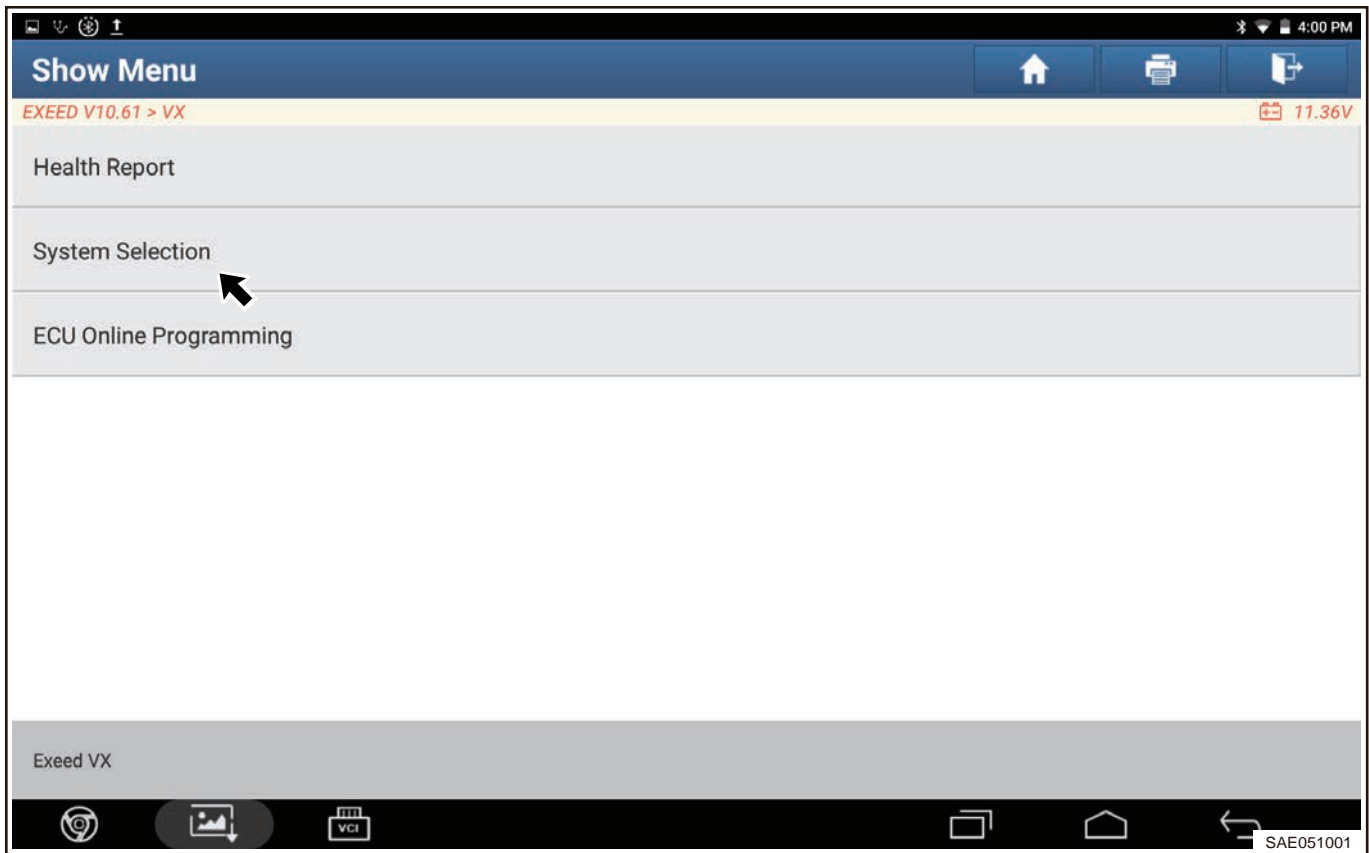 4:00 PM
Show Menu
EXEED V10.61 > VX
11.36V
Health Report
System Selection
ECU Online Programming
Exeed VX
VCI
SAE051001